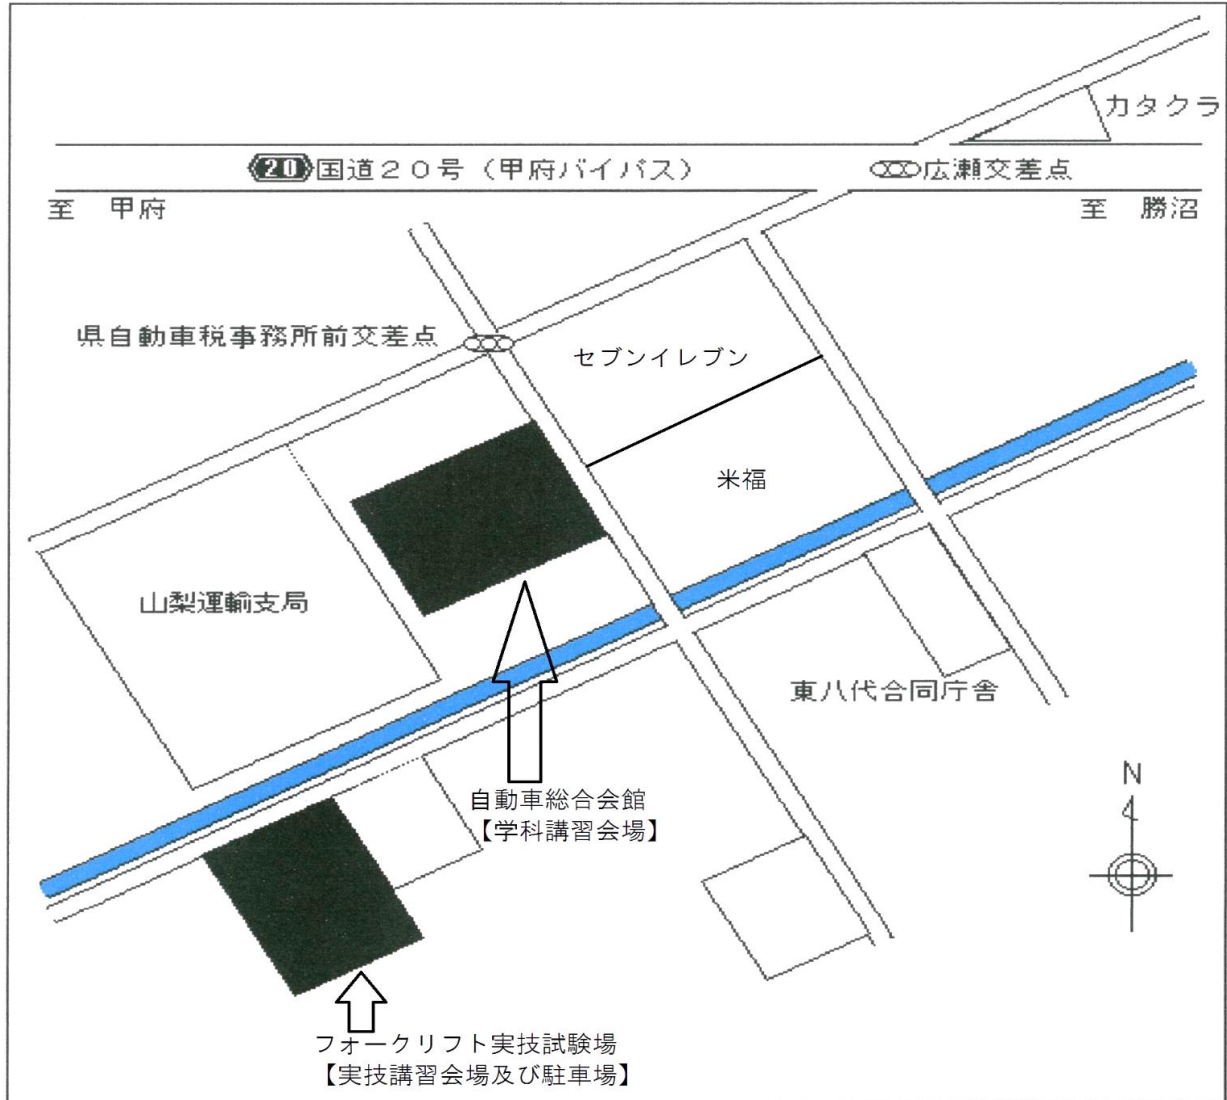 カタクラ
20 国道20号（甲府バイパス）
広瀬交差点
至 甲府
至 勝沼
県自動車税事務所前交差点
セブンイレブン
米福
山梨運輸支局
東八代合同庁舎
N
自動車総合会館
【学科講習会場】
フォークリフト実技試験場
【実技講習会場及び駐車場】